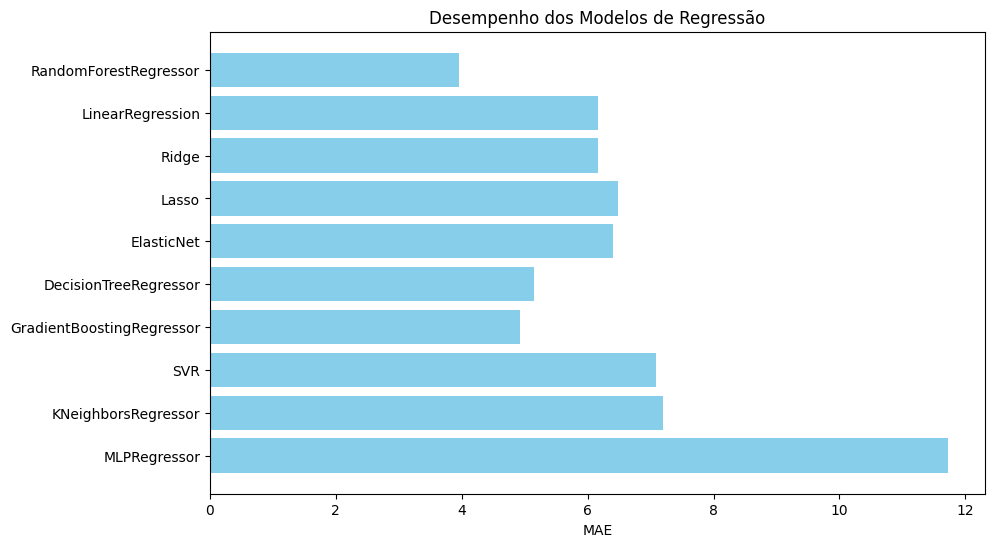 Desempenho dos Modelos de Regressão
RandomForestRegressor
LinearRegression
Ridge
Lasso
ElasticNet
DecisionTreeRegressor
GradientBoostingRegressor
SVR
KNeighborsRegressor
MLPRegressor
0 2 4 6 8 10 12
MAE